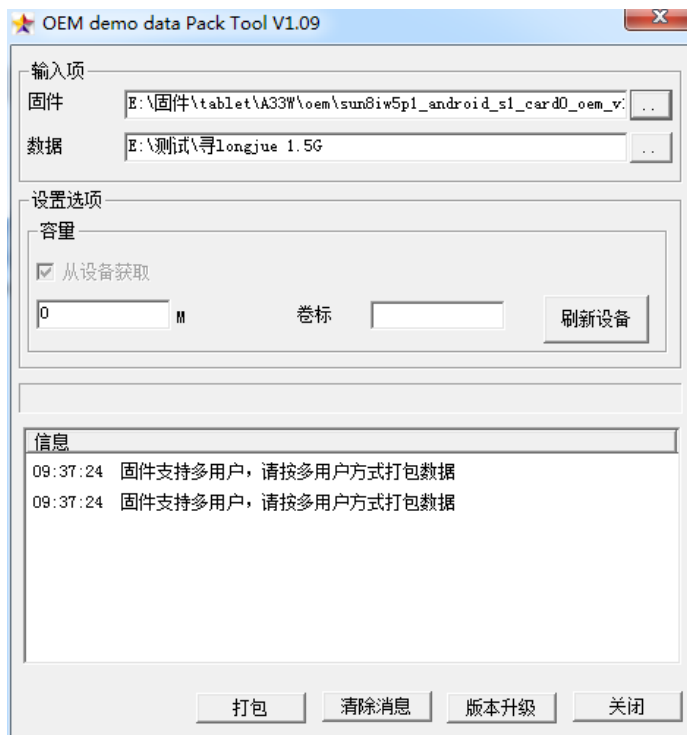 OEM demo data Pack Tool V1.09
输入项
固件 E:\固件\tablet\A33W\oem\sun8iw5p1_android_s1_card0_oem_v ..
数据 E:\测试\寻longjue 1.5G ..
设置选项
容量
从设备获取
0 M 卷标 刷新设备
信息
09:37:24 固件支持多用户，请按多用户方式打包数据
09:37:24 固件支持多用户，请按多用户方式打包数据
打包 清除消息 版本升级 关闭